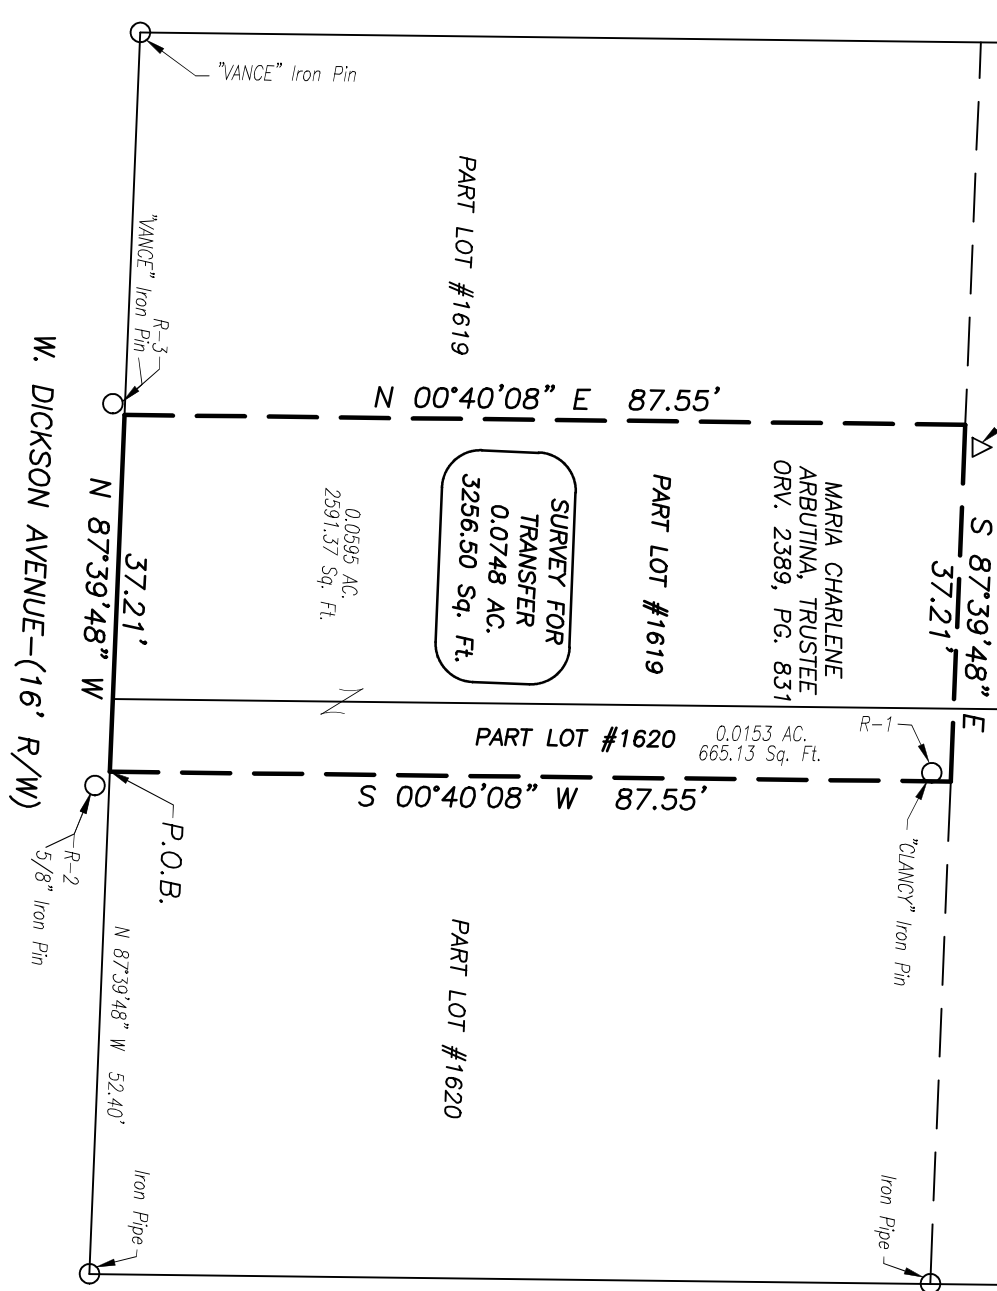 "VANCE" Iron Pin
PART LOT #1619
"VANCE" Iron Pin
R-3
N 00°40'08" E 87.55'
S 87°39'48" E
37.21'
MARIA CHARLENE
ARBUTINA, TRUSTEE
ORV. 2389, PG. 831
PART LOT #1619
SURVEY FOR
TRANSFER
0.0748 AC.
3256.50 Sq. Ft.
0.0595 AC.
2591.37 Sq. Ft.
37.21'
N 87°39'48" W
W. DICKSON AVENUE-(16' R/W)
R-1
0.0153 AC.
665.13 Sq. Ft.
PART LOT #1620
S 00°40'08" W 87.55'
P.O.B.
R-2
5/8" Iron Pin
"CLANCY" Iron Pin
PART LOT #1620
N 87°39'48" W 52.40'
Iron Pipe
Iron Pipe